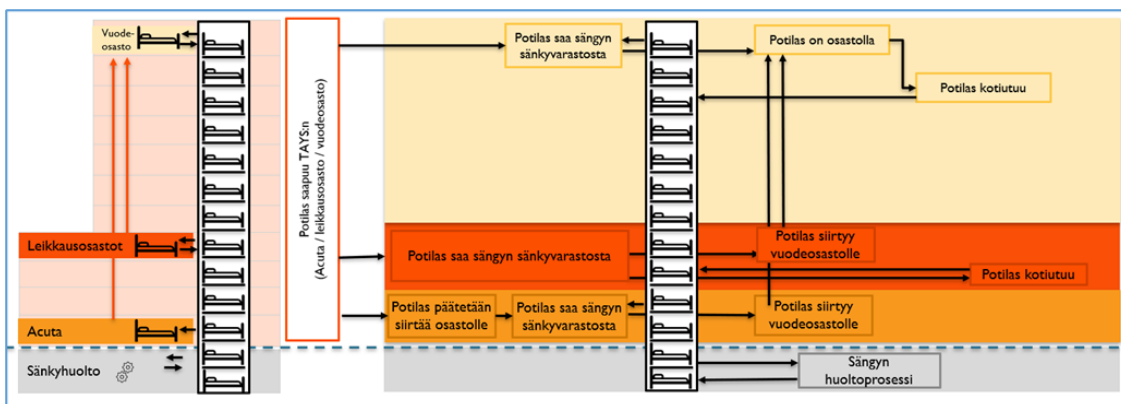 Vuode-
osasto
Leikkausosastot
Acuta
Sänkyhuolto
Potilas saapuu TAYS:n
(Acuta / leikkausosasto / vuodeosasto)
Potilas saa sängyn
sänkyvarastosta
Potilas on osastolla
Potilas kotiutuu
Potilas saa sängyn sänkyvarastosta
Potilas siirtyy
vuodeosastolle
Potilas kotiutuu
Potilas päätetään
siirtää osastolle
Potilas saa sängyn
sänkyvarastosta
Potilas siirtyy
vuodeosastolle
Sängyn
huoltoprosessi